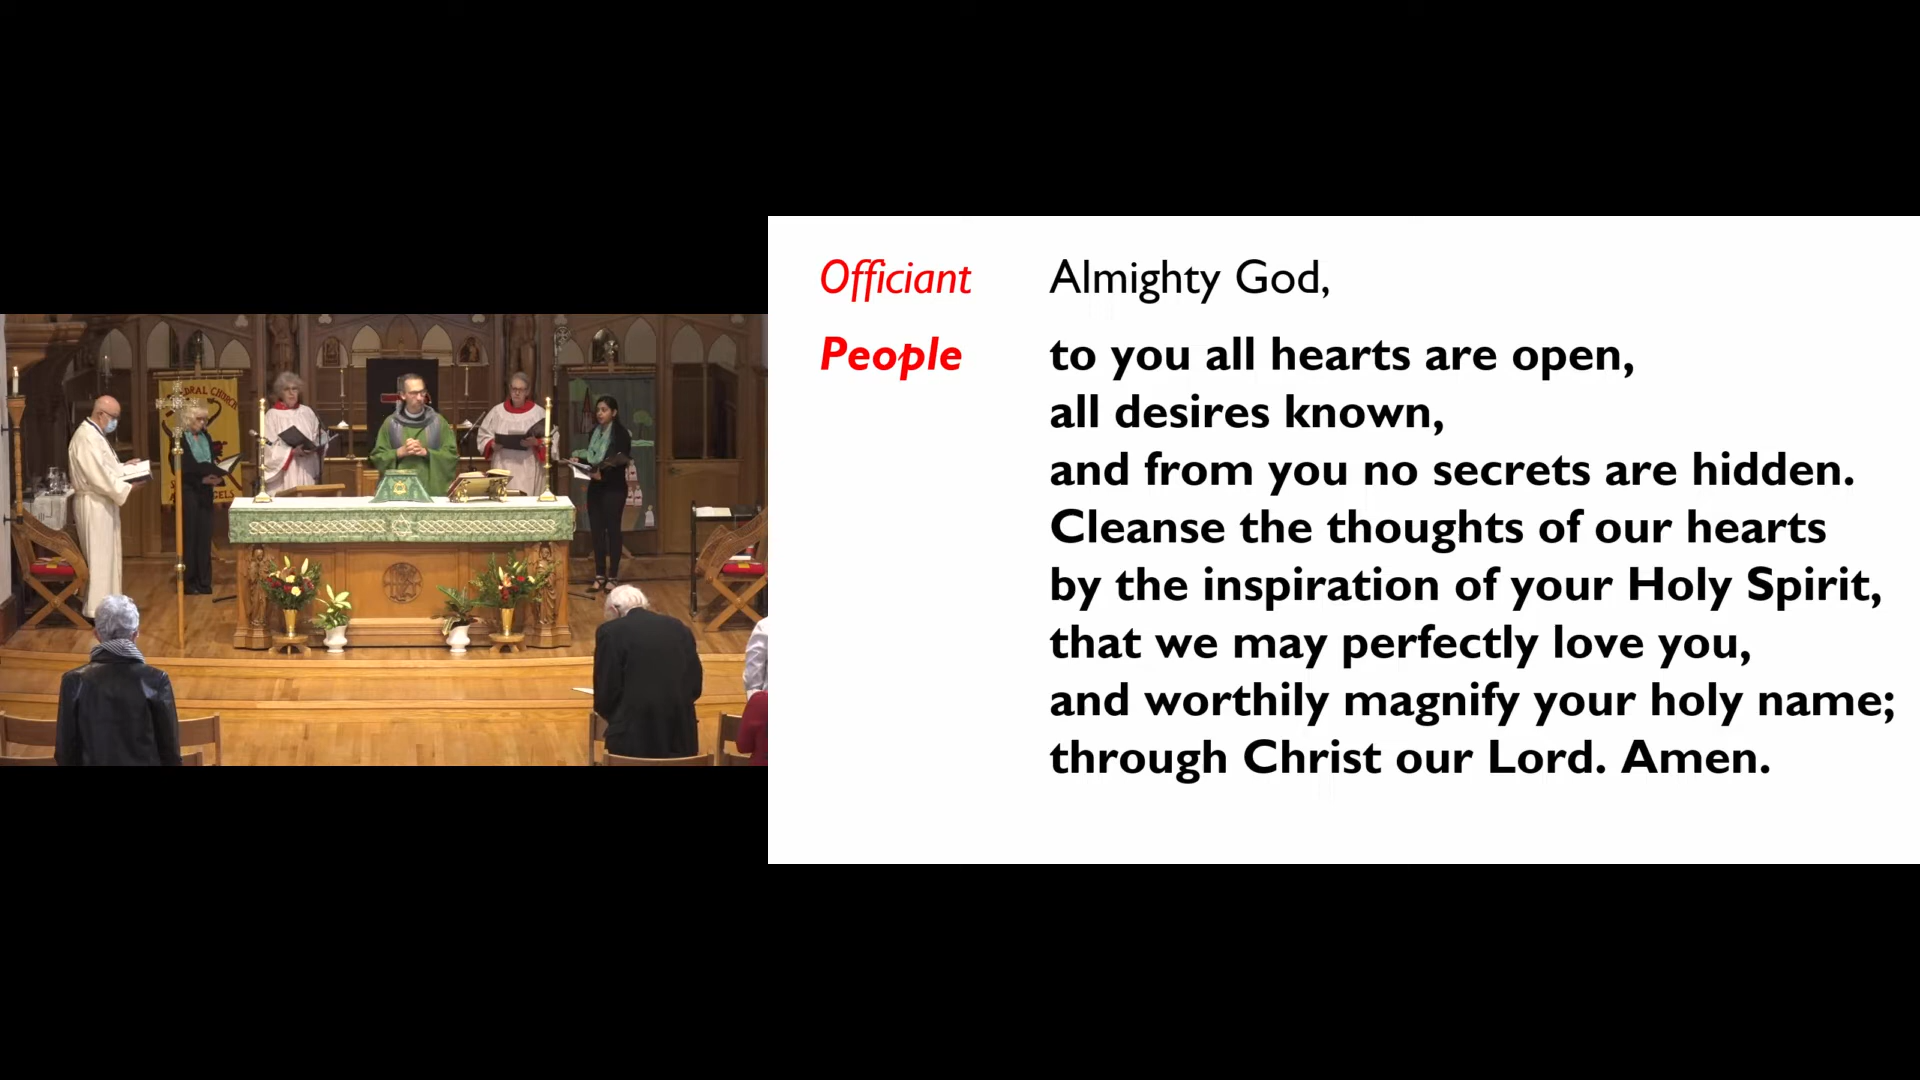 Officiant Almighty God,
People to you all hearts are open,
all desires known,
and from you no secrets are hidden.
Cleanse the thoughts of our hearts
by the inspiration of your Holy Spirit,
that we may perfectly love you,
and worthily magnify your holy name;
through Christ our Lord. Amen.